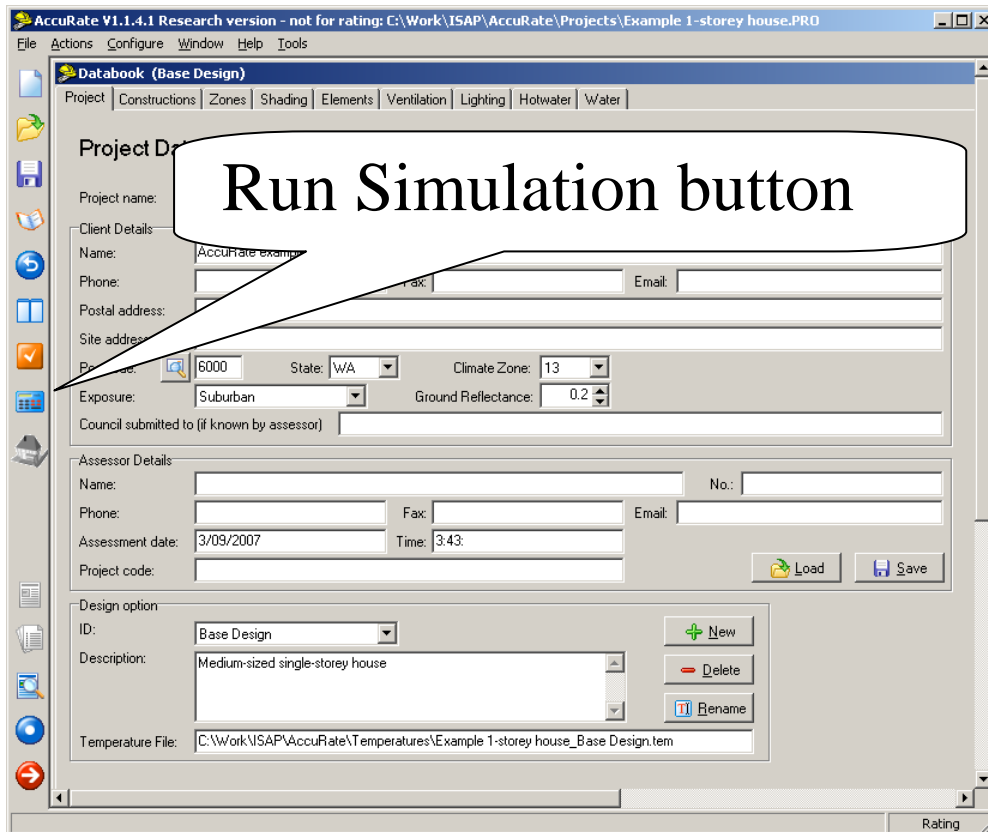 AccuRate V1.1.4.1 Research version - not for rating: C:\Work\ISAP\AccuRate\Projects\Example 1-storey house.PRO
File Actions Configure Window Help Tools
Databook (Base Design)
Project Constructions Zones Shading Elements Ventilation Lighting Hotwater Water
Project
Run Simulation button
Project name:
Client Details
Name: AccuRate
Phone: Email:
Postal address:
Site
6000 State: WA Climate Zone: 13
Exposure: Suburban Ground Reflectance: 0.2
Council submitted to (if known by assessor)
Assessor Details
Name: No.:
Phone: Fax: Email:
Assessment date: 3/09/2007 Time: 3:43:
Project code: Load Save
Design option
ID: Base Design New
Description: Medium-sized single-storey house Delete
Rename
Temperature File: C:\Work\ISAP\AccuRate\Temperatures\Example 1-storey house_Base Design.tem
Rating